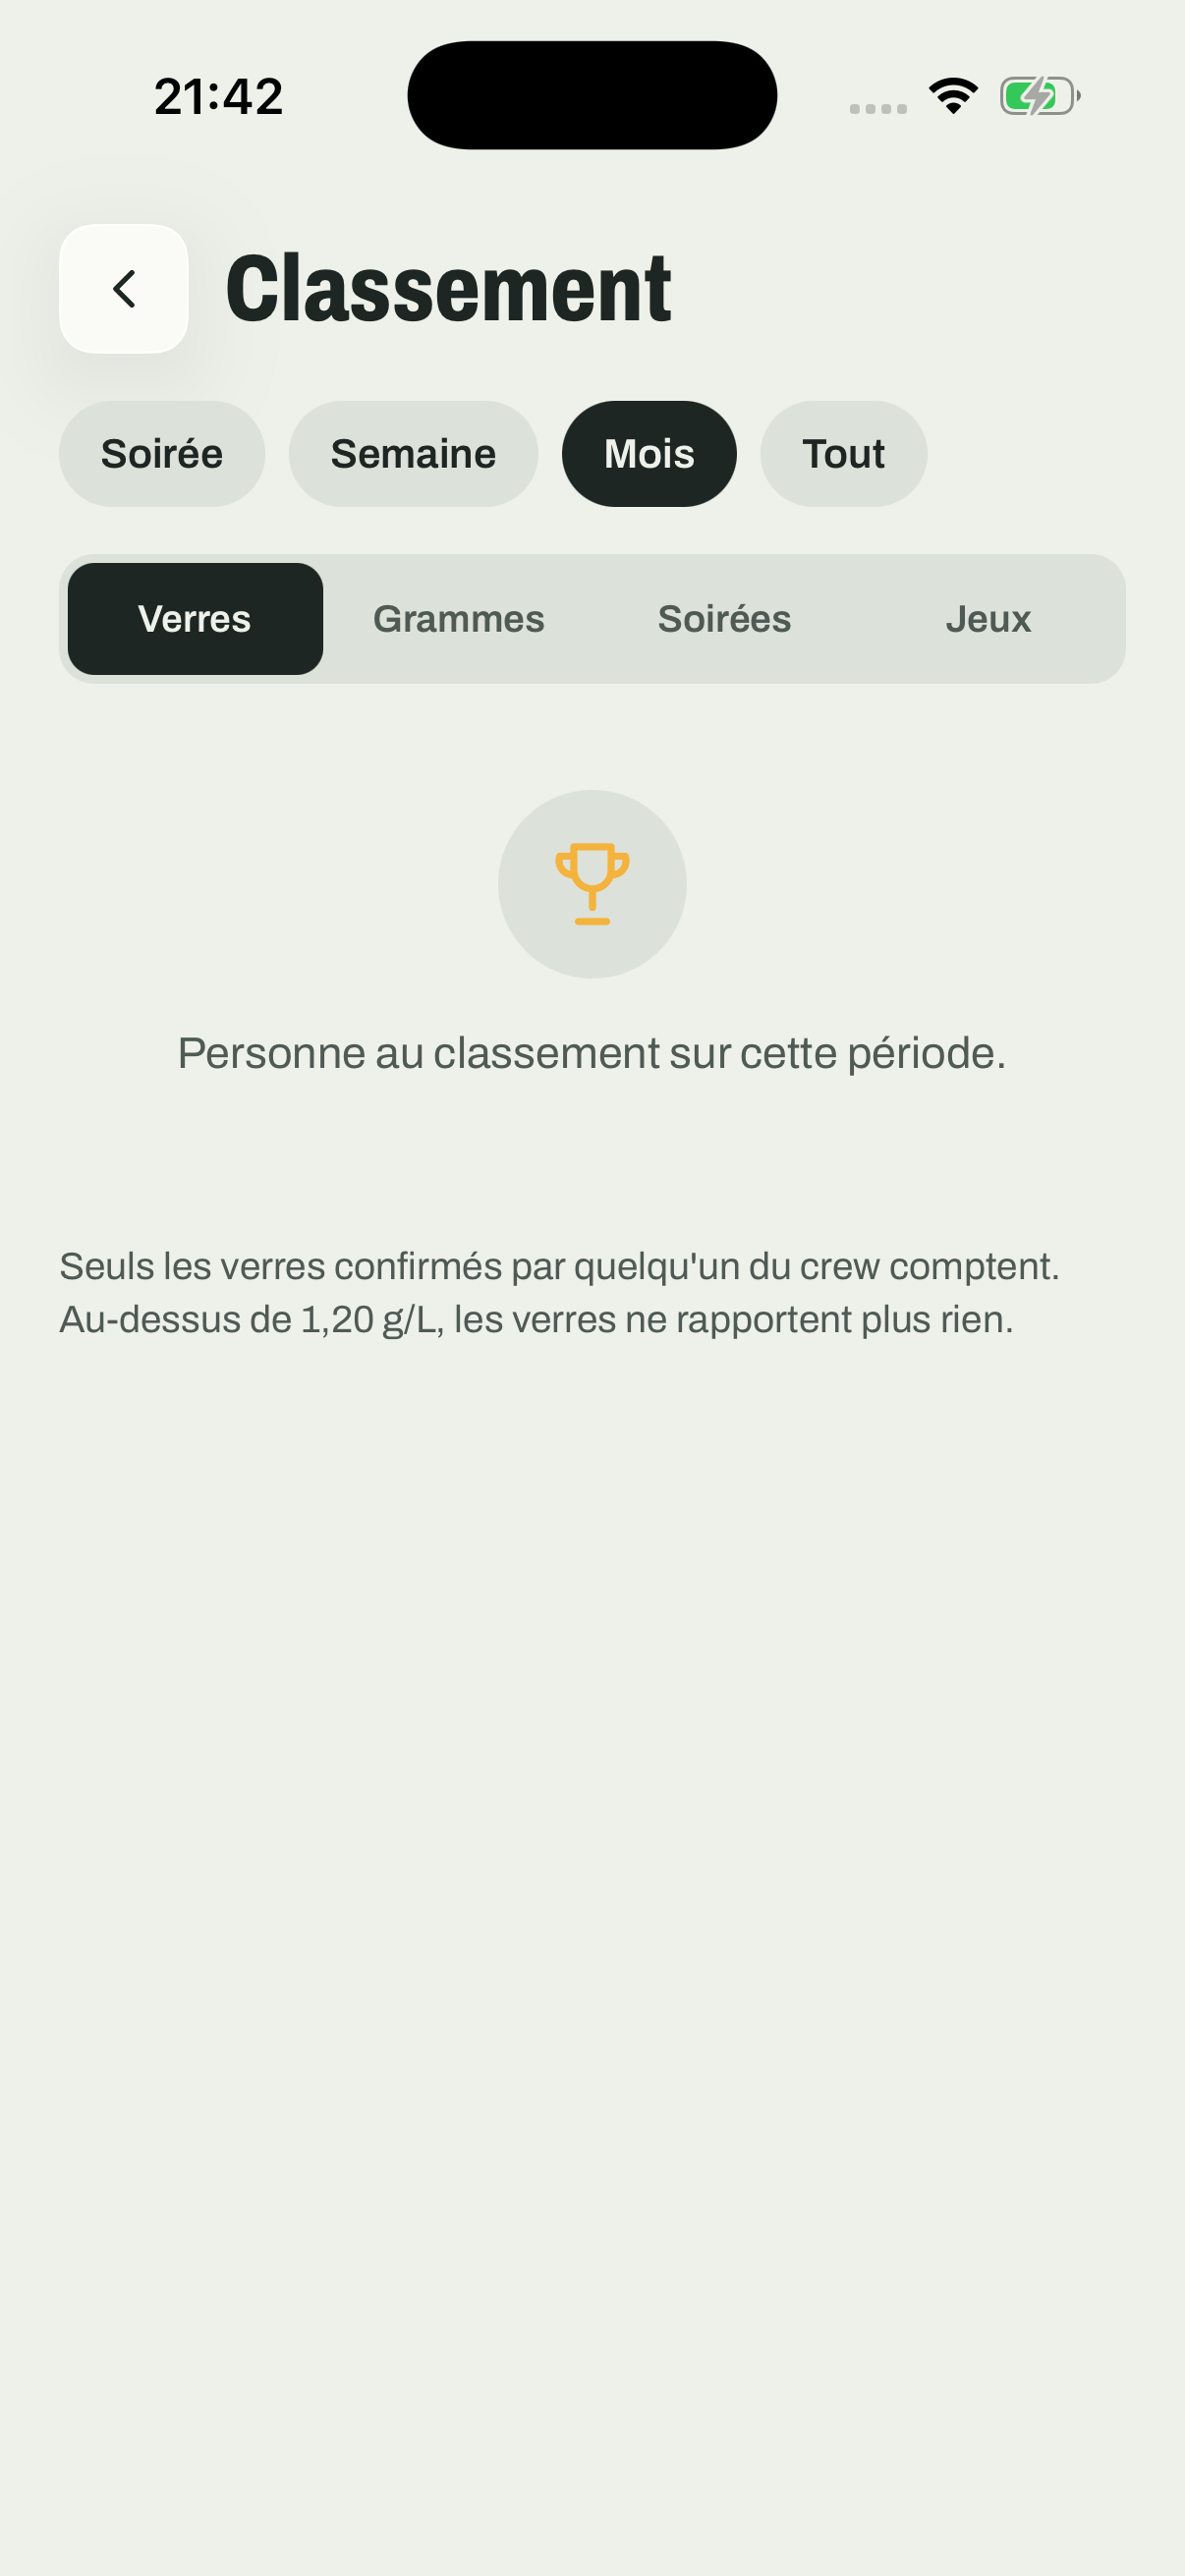 21:42
Classement
Soirée
Semaine
Mois
Tout
Verres
Grammes
Soirées
Jeux
Personne au classement sur cette période.
Seuls les verres confirmés par quelqu'un du crew comptent.
Au-dessus de 1,20 g/L, les verres ne rapportent plus rien.